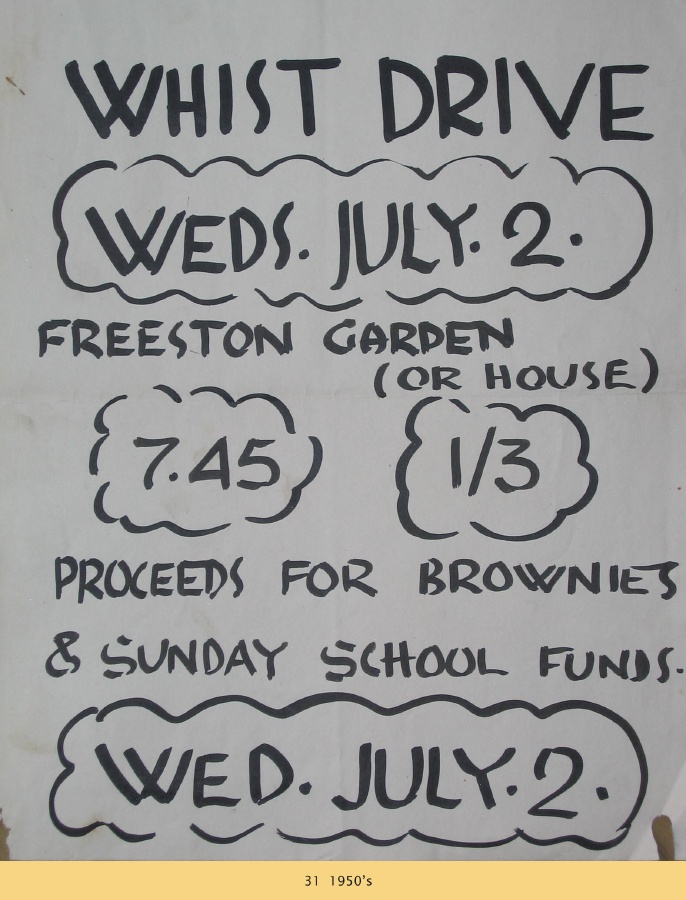 WHIST DRIVE
WEDS. JULY. 2.
FREESTON GARDEN
(OR HOUSE)
7.45 1/3
PROCEEDS FOR BROWNIES
& SUNDAY SCHOOL FUNDS.
WED. JULY. 2.
31 1950's